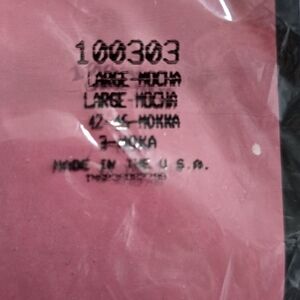 100303
LARGE-MOCHA
LARGE-MOCHA
42-45-MOKKA
3-MOKA
MADE IN THE U.S.A.